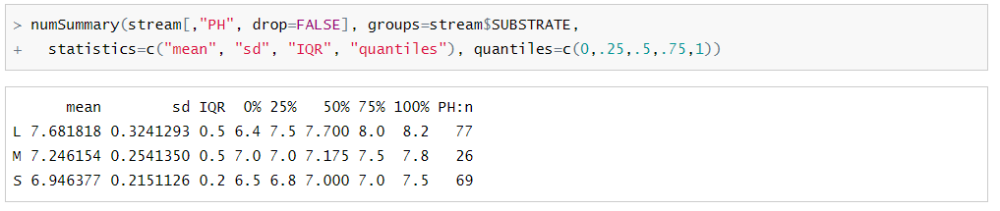 > numSummary(stream[,"PH", drop=FALSE], groups=stream$SUBSTRATE,
+   statistics=c("mean", "sd", "IQR", "quantiles"), quantiles=c(0,.25,.5,.75,1))
      mean        sd IQR  0% 25%   50% 75% 100% PH:n
L 7.681818 0.3241293 0.5 6.4 7.5 7.700 8.0  8.2   77
M 7.246154 0.2541350 0.5 7.0 7.0 7.175 7.5  7.8   26
S 6.946377 0.2151126 0.2 6.5 6.8 7.000 7.0  7.5   69